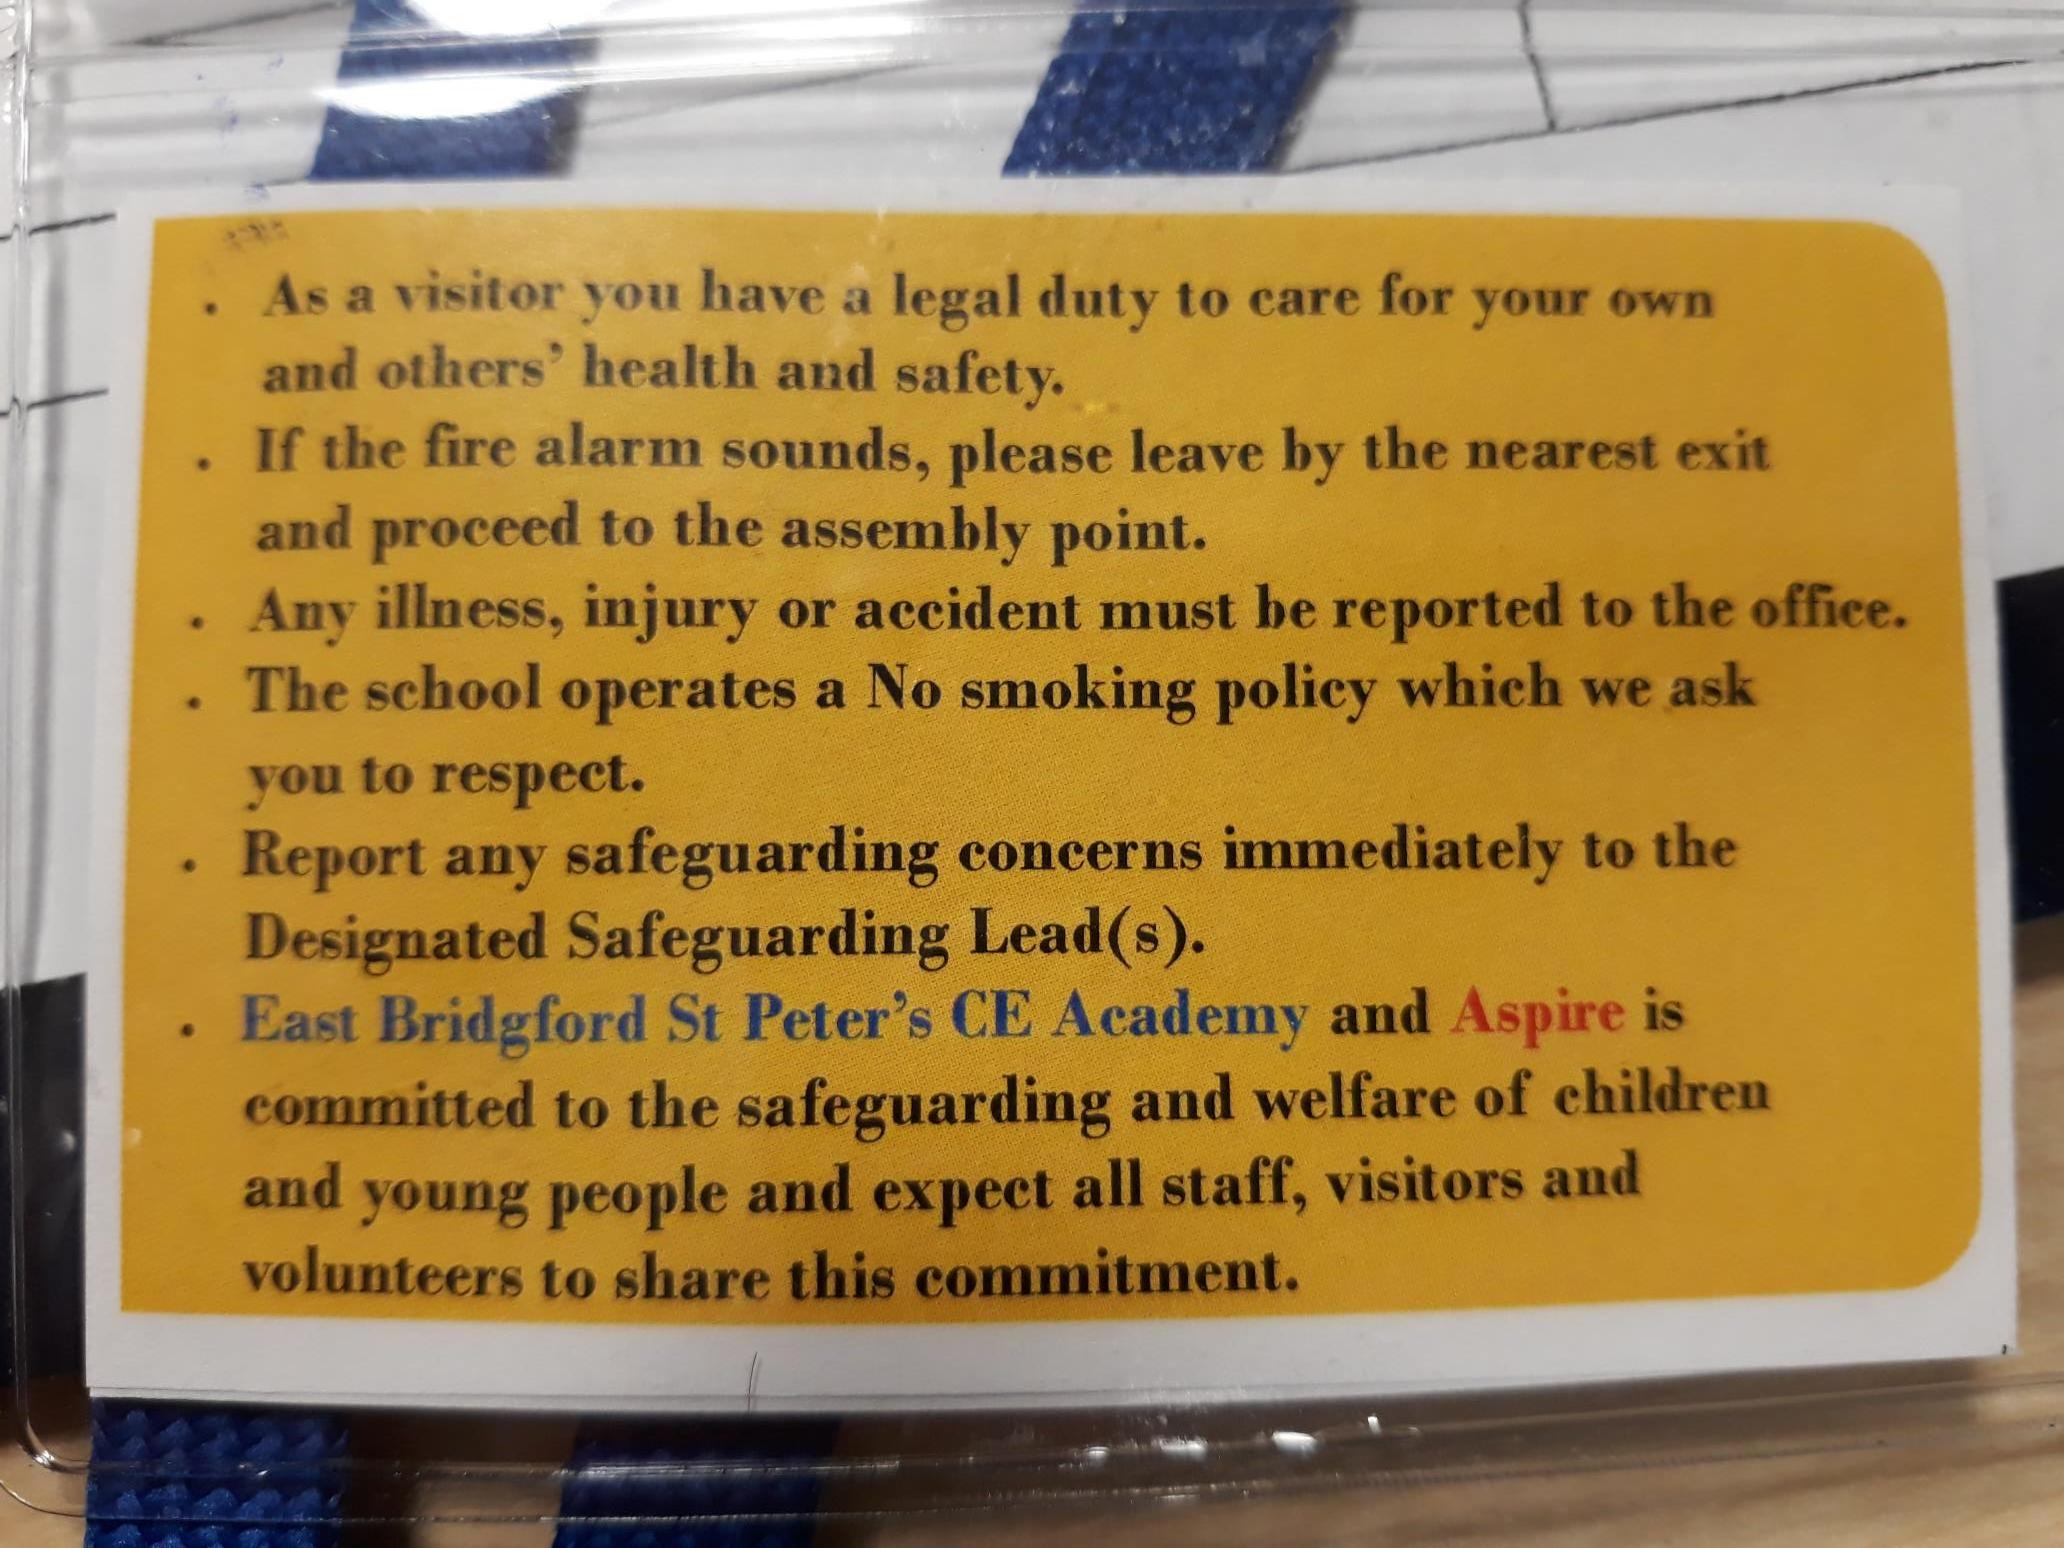 • As a visitor you have a legal duty to care for your own
and others’ health and safety.
• If the fire alarm sounds, please leave by the nearest exit
and proceed to the assembly point.
• Any illness, injury or accident must be reported to the office.
• The school operates a No smoking policy which we ask
you to respect.
• Report any safeguarding concerns immediately to the
Designated Safeguarding Lead(s).
• East Bridgford St Peter’s CE Academy and Aspire is
committed to the safeguarding and welfare of children
and young people and expect all staff, visitors and
volunteers to share this commitment.